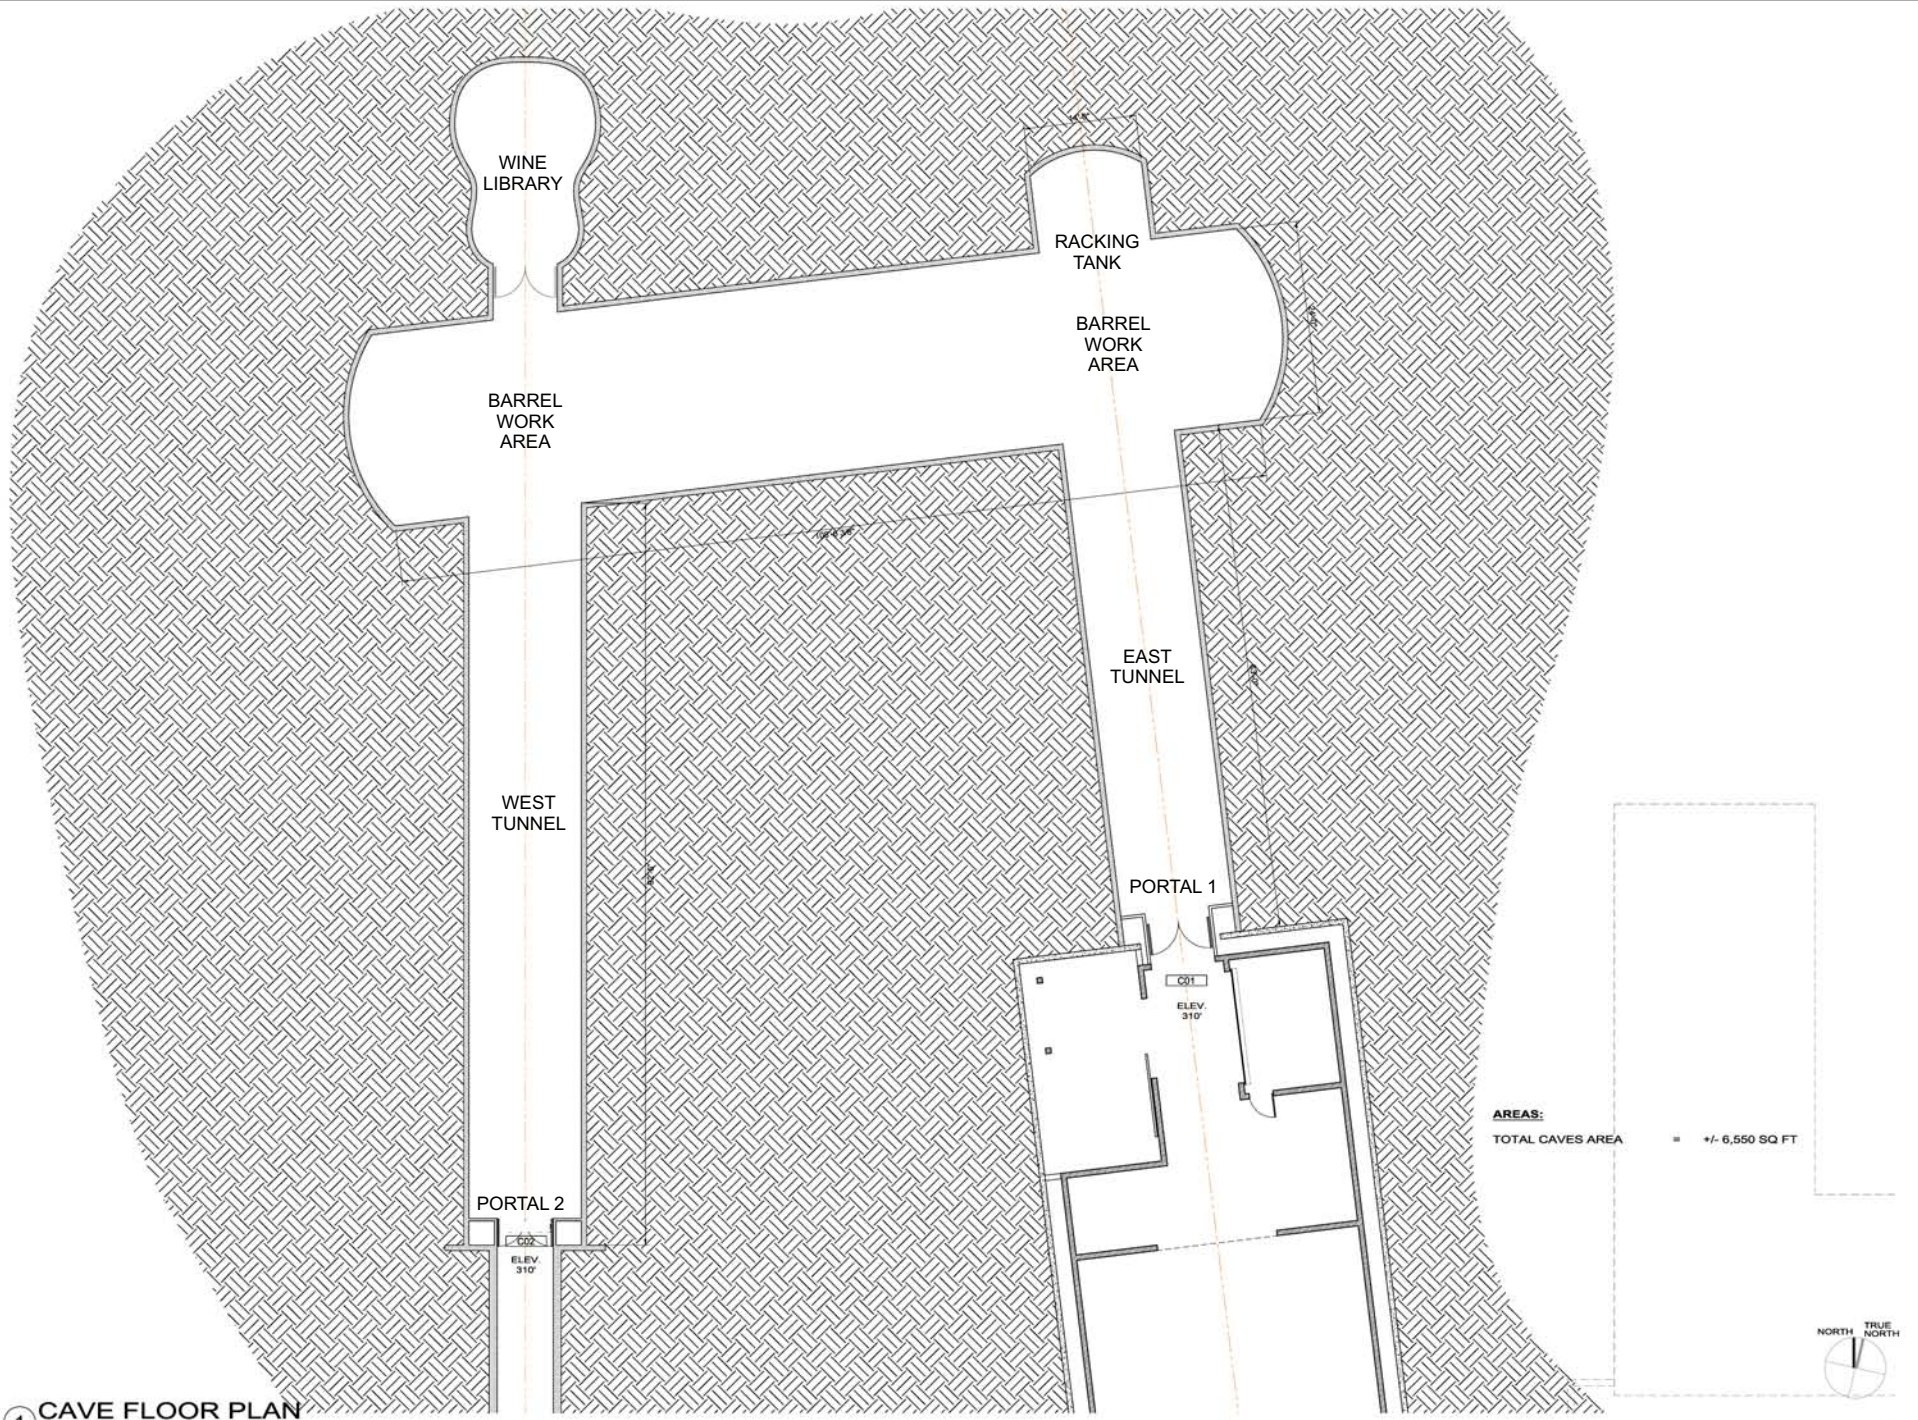 WINE
LIBRARY
RACKING
TANK
BARREL
WORK
AREA
BARREL
WORK
AREA
EAST
TUNNEL
WEST
TUNNEL
PORTAL 1
C01
ELEV.
310'
PORTAL 2
C02
ELEV.
310'
AREAS:
TOTAL CAVES AREA = +/- 6,550 SQ FT
NORTH
TRUE
NORTH
1
CAVE FLOOR PLAN